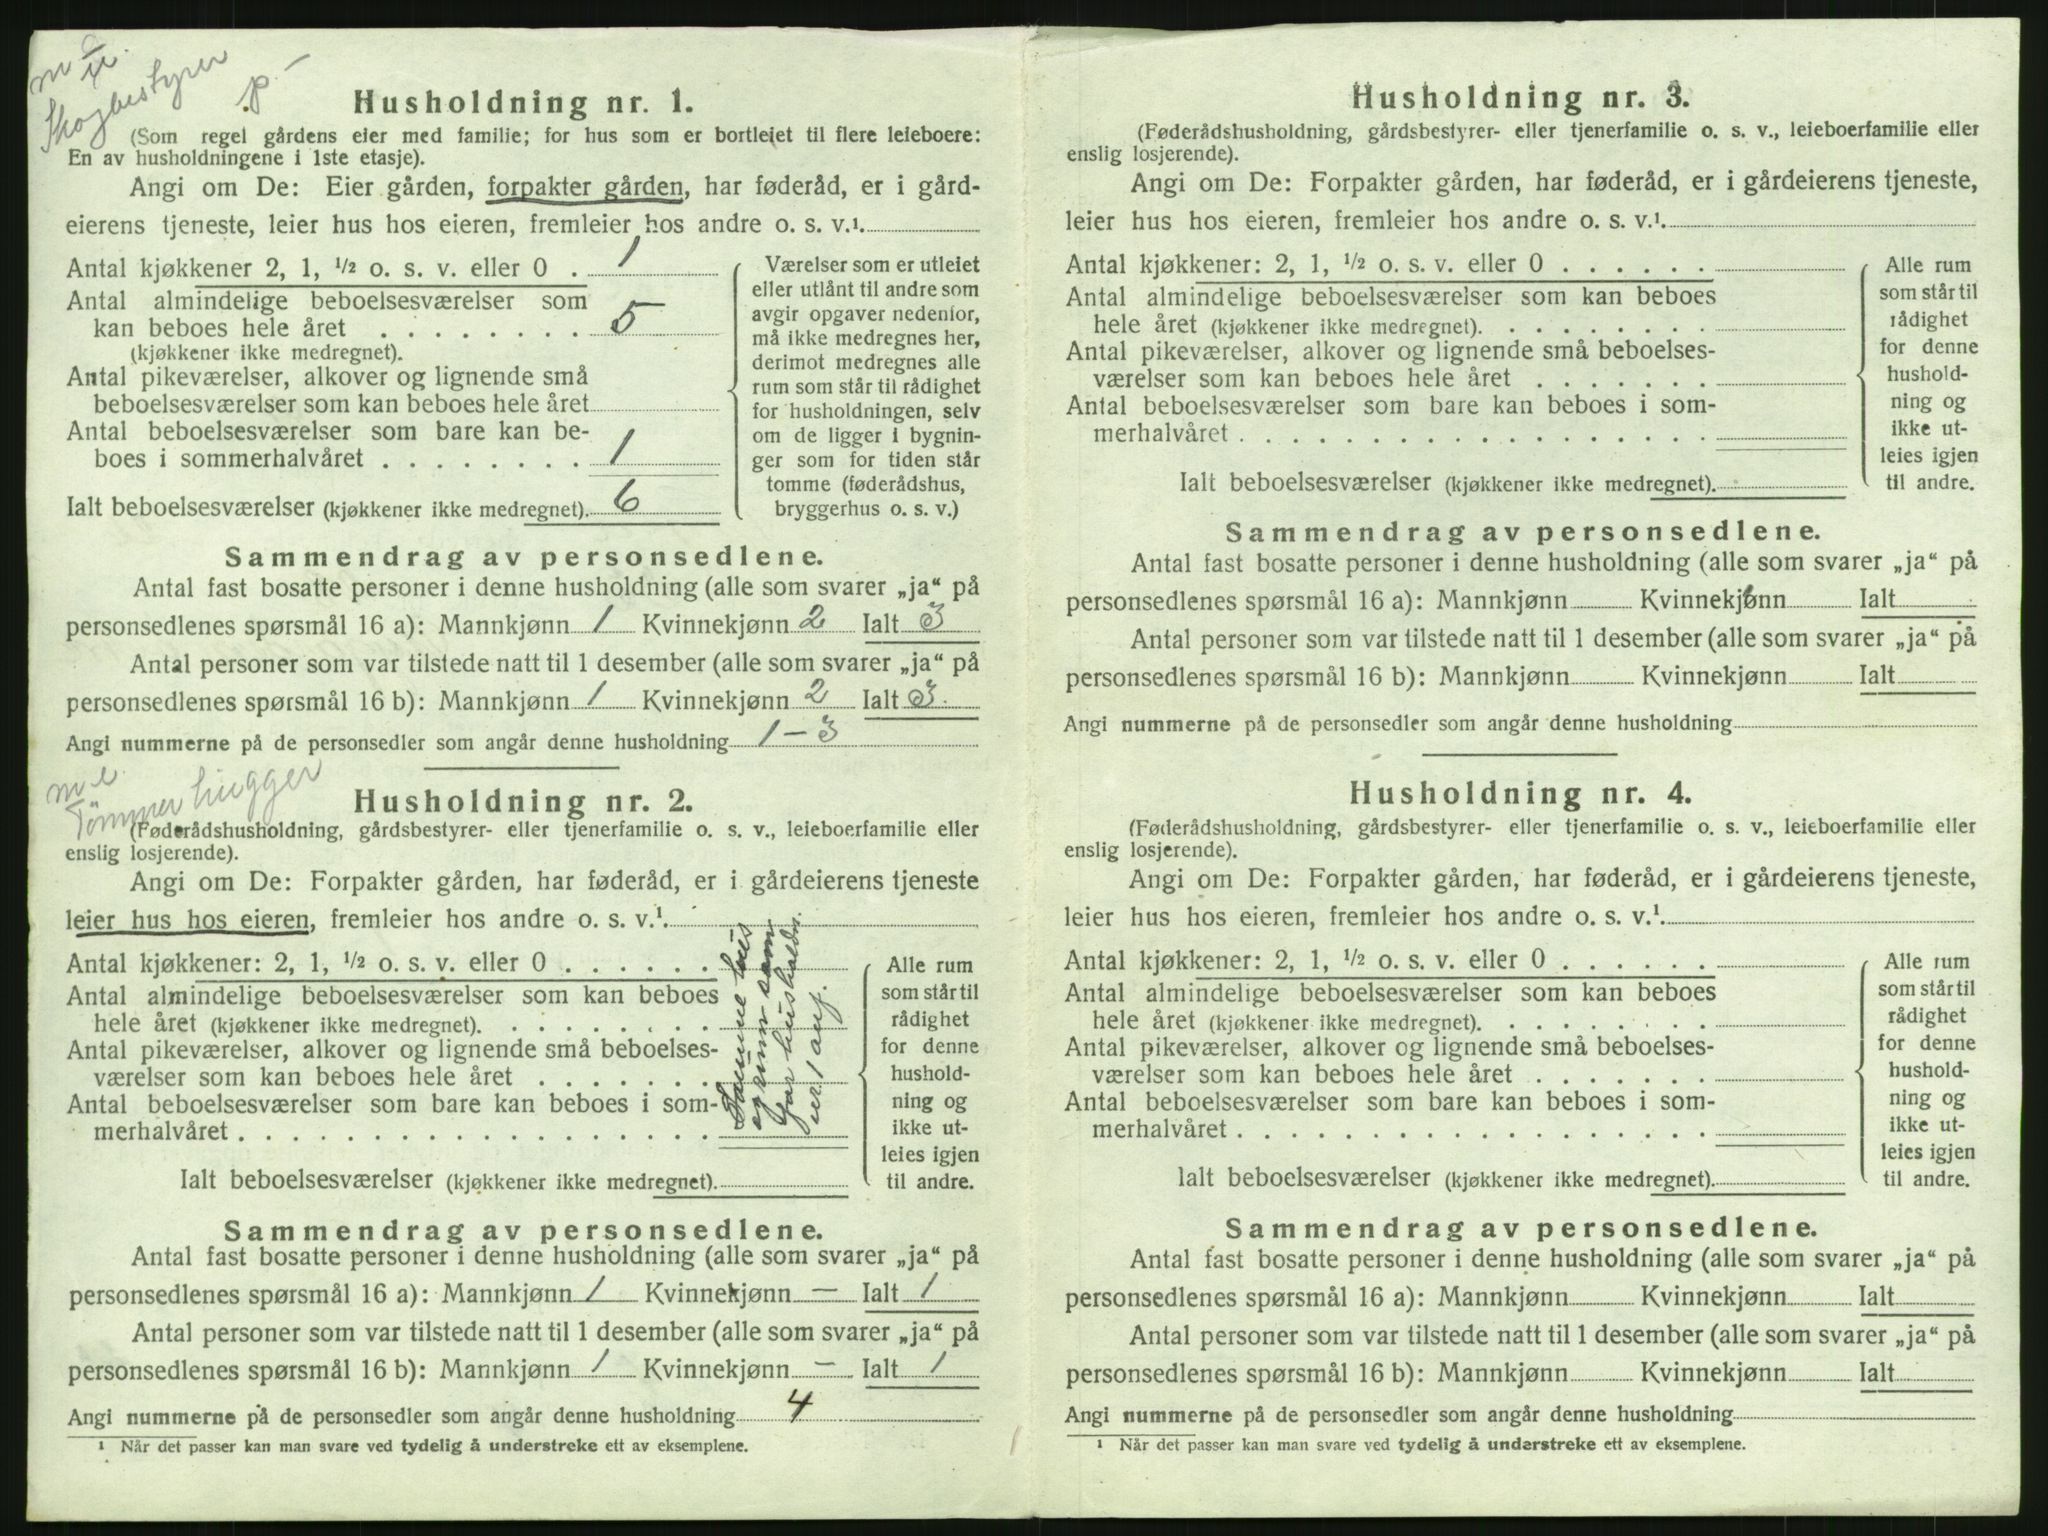 m
Skogbestyrer
p –
Husholdning nr. 1.
(Som regel gårdens eier med familie; for hus som er bortleiet til flere leieboere:
En av husholdningene i 1ste etasje).
Angi om De: Eier gården, forpakter gården, har føderåd, er i gård-
eierens tjeneste, leier hus hos eieren, fremleier hos andre o. s. v.¹.
Antal kjøkkener 2, 1, ½ o. s. v. eller 0 . 1
Antal almindelige beboelsesværelser som
kan beboes hele året . . . . . . . . 5
(kjøkkener ikke medregnet).
Antal pikeværelser, alkover og lignende små
beboelsesværelser som kan beboes hele året
Antal beboelsesværelser som bare kan be-
boes i sommerhalvåret . . . . . . . . 1
Ialt beboelsesværelser (kjøkkener ikke medregnet). 6
Værelser som er utleiet
eller utlånt til andre som
avgir opgaver nedenfor,
må ikke medregnes her,
derimot medregnes alle
rum som står til rådighet
for husholdningen, selv
om de ligger i bygnin-
ger som for tiden står
tomme (føderådshus,
bryggerhus o. s. v.)
Sammendrag av personsedlene.
Antal fast bosatte personer i denne husholdning (alle som svarer „ja“ på
personsedlenes spørsmål 16 a): Mannkjønn 1 Kvinnekjønn 2 Ialt 3
Antal personer som var tilstede natt til 1 desember (alle som svarer „ja“ på
personsedlenes spørsmål 16 b): Mannkjønn 1 Kvinnekjønn 2 Ialt 3.
Angi nummerne på de personsedler som angår denne husholdning 1 – 3
m e
Tömmerhugger
Husholdning nr. 2.
(Føderådshusholdning, gårdsbestyrer- eller tjenerfamilie o. s. v., leieboerfamilie eller
enslig losjerende).
Angi om De: Forpakter gården, har føderåd, er i gårdeierens tjeneste
leier hus hos eieren, fremleier hos andre o. s. v.¹.
Antal kjøkkener: 2, 1, ½ o. s. v. eller 0 . . . . . .
Antal almindelige beboelsesværelser som kan beboes
hele året (kjøkkener ikke medregnet). . . . . . . . .
Antal pikeværelser, alkover og lignende små beboelses-
værelser som kan beboes hele året . . . . . . .
Antal beboelsesværelser som bare kan beboes i som-
merhalvåret . . . . . . . . . . . . . . . . . .
Ialt beboelsesværelser (kjøkkener ikke medregnet).
Samme hus
og rum som
for hushaldn.
nr. 1 anf.
Alle rum
som står til
rådighet
for denne
hushold-
ning og
ikke ut-
leies igjen
til andre.
Sammendrag av personsedlene.
Antal fast bosatte personer i denne husholdning (alle som svarer „ja“ på
personsedlenes spørsmål 16 a): Mannkjønn 1 Kvinnekjønn – Ialt 1
Antal personer som var tilstede natt til 1 desember (alle som svarer „ja“ på
personsedlenes spørsmål 16 b): Mannkjønn 1 Kvinnekjønn – Ialt 1
Angi nummerne på de personsedler som angår denne husholdning 4
¹ Når det passer kan man svare ved tydelig å understreke ett av eksemplene.
Husholdning nr. 3.
(Føderådshusholdning, gårdsbestyrer- eller tjenerfamilie o. s. v., leieboerfamilie eller
enslig losjerende).
Angi om De: Forpakter gården, har føderåd, er i gårdeierens tjeneste,
leier hus hos eieren, fremleier hos andre o. s. v.¹.
Antal kjøkkener: 2, 1, ½ o. s. v. eller 0 . . . . . .
Antal almindelige beboelsesværelser som kan beboes
hele året (kjøkkener ikke medregnet). . . . . . . . .
Antal pikeværelser, alkover og lignende små beboelses-
værelser som kan beboes hele året . . . . . . .
Antal beboelsesværelser som bare kan beboes i som-
merhalvåret . . . . . . . . . . . . . . . . . .
Ialt beboelsesværelser (kjøkkener ikke medregnet).
Alle rum
som står til
rådighet
for denne
hushold-
ning og
ikke ut-
leies igjen
til andre.
Sammendrag av personsedlene.
Antal fast bosatte personer i denne husholdning (alle som svarer „ja“ på
personsedlenes spørsmål 16 a): Mannkjønn Kvinnekjønn Ialt
Antal personer som var tilstede natt til 1 desember (alle som svarer „ja“ på
personsedlenes spørsmål 16 b): Mannkjønn Kvinnekjønn Ialt
Angi nummerne på de personsedler som angår denne husholdning
Husholdning nr. 4.
(Føderådshusholdning, gårdsbestyrer- eller tjenerfamilie o. s. v., leieboerfamilie eller
enslig losjerende).
Angi om De: Forpakter gården, har føderåd, er i gårdeierens tjeneste,
leier hus hos eieren, fremleier hos andre o. s. v.¹.
Antal kjøkkener: 2, 1, ½ o. s. v. eller 0 . . . . . .
Antal almindelige beboelsesværelser som kan beboes
hele året (kjøkkener ikke medregnet). . . . . . . . .
Antal pikeværelser, alkover og lignende små beboelses-
værelser som kan beboes hele året . . . . . . .
Antal beboelsesværelser som bare kan beboes i som-
merhalvåret . . . . . . . . . . . . . . . . . .
Ialt beboelsesværelser (kjøkkener ikke medregnet).
Alle rum
som står til
rådighet
for denne
hushold-
ning og
ikke ut-
leies igjen
til andre.
Sammendrag av personsedlene.
Antal fast bosatte personer i denne husholdning (alle som svarer „ja“ på
personsedlenes spørsmål 16 a): Mannkjønn Kvinnekjønn Ialt
Antal personer som var tilstede natt til 1 desember (alle som svarer „ja“ på
personsedlenes spørsmål 16 b): Mannkjønn Kvinnekjønn Ialt
Angi nummerne på de personsedler som angår denne husholdning
¹ Når det passer kan man svare ved tydelig å understreke ett av eksemplene.